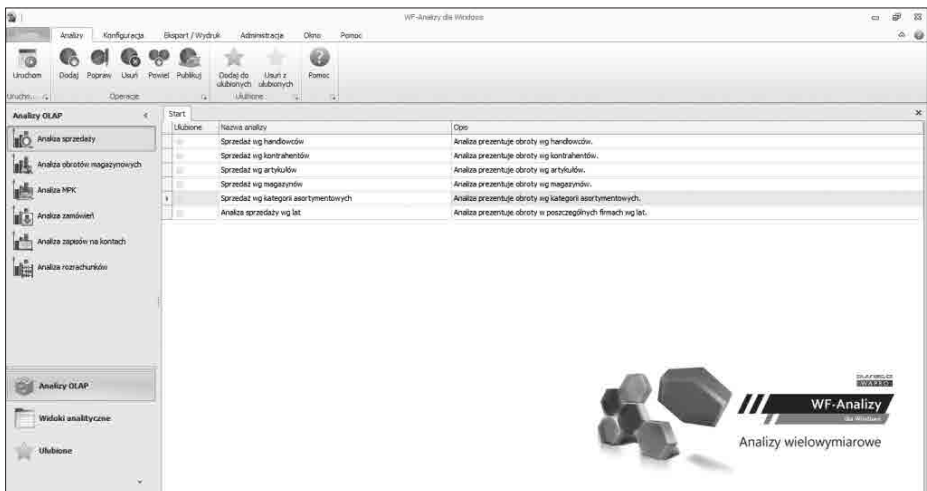 WF-Analizy dla Windows
Analizy Konfiguracja Eksport / Wydruk Administracja Okno Pomoc
Uruchom Dodaj Popraw Usuń Powiel Publikuj Dodaj do ulubionych Usuń z ulubionych Pomoc
Uruch... Operacje Ulubione
Analizy OLAP
Start
Ulubione Nazwa analizy Opis
Analiza sprzedaży
Analiza obrotów magazynowych
Analiza MPK
Analiza zamówień
Analiza zapisów na kontach
Analiza rozrachunków
Sprzedaż wg handlowców Analiza prezentuje obroty wg handlowców.
Sprzedaż wg kontrahentów Analiza prezentuje obroty wg kontrahentów.
Sprzedaż wg artykułów Analiza prezentuje obroty wg artykułów.
Sprzedaż wg magazynów Analiza prezentuje obroty wg magazynów.
Sprzedaż wg kategorii asortymentowych Analiza prezentuje obroty wg kategorii asortymentowych.
Analiza sprzedaży wg lat Analiza prezentuje obroty w poszczególnych firmach wg lat.
Analizy OLAP
Widoki analityczne
Ulubione
WAPRO
WF-Analizy
dla Windows
Analizy wielowymiarowe